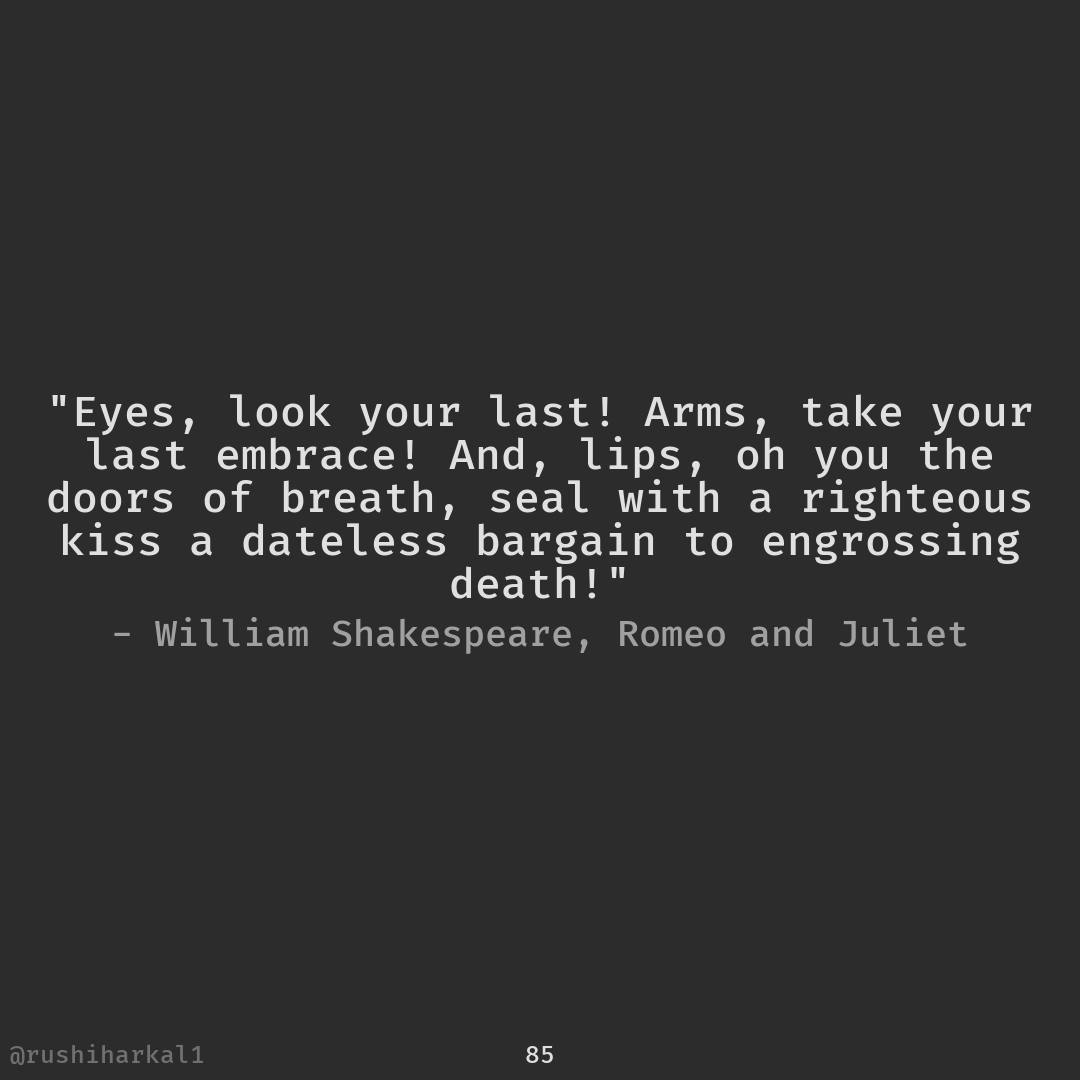 "Eyes, look your last! Arms, take your
last embrace! And, lips, oh you the
doors of breath, seal with a righteous
kiss a dateless bargain to engrossing
death!"
– William Shakespeare, Romeo and Juliet
@rushiharkal1
85